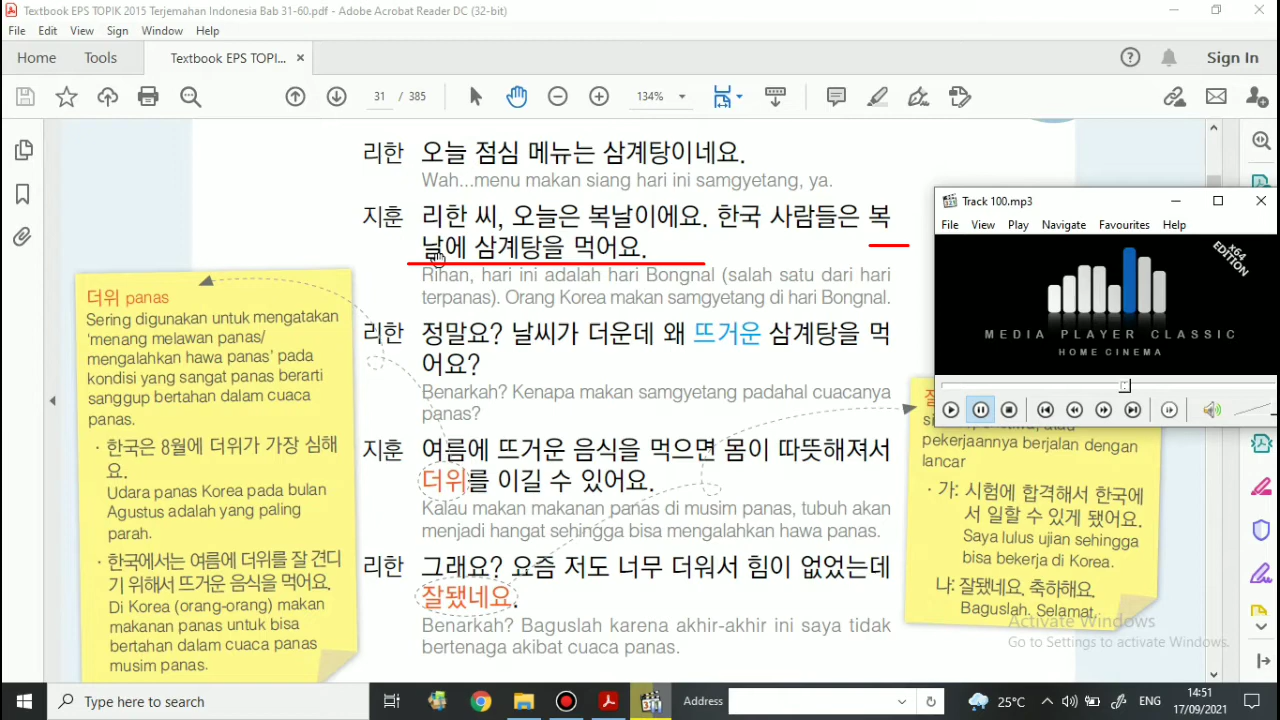 Textbook EPS TOPIK 2015 Terjemahan Indonesia Bab 31-60.pdf - Adobe Acrobat Reader DC (32-bit)
File Edit View Sign Window Help
Home Tools Textbook EPS TOPI... × Sign In
31 / 385 134%
리한 오늘 점심 메뉴는 삼계탕이네요.
Wah...menu makan siang hari ini samgyetang, ya.
지훈 리한 씨, 오늘은 복날이에요. 한국 사람들은 복
날에 삼계탕을 먹어요.
Rihan, hari ini adalah hari Bongnal (salah satu dari hari
terpanas). Orang Korea makan samgyetang di hari Bongnal.
리한 정말요? 날씨가 더운데 왜 뜨거운 삼계탕을 먹
어요?
Benarkah? Kenapa makan samgyetang padahal cuacanya
panas?
지훈 여름에 뜨거운 음식을 먹으면 몸이 따뜻해져서
더위를 이길 수 있어요.
Kalau makan makanan panas di musim panas, tubuh akan
menjadi hangat sehingga bisa mengalahkan hawa panas.
리한 그래요? 요즘 저도 너무 더워서 힘이 없었는데
잘됐네요.
Benarkah? Baguslah karena akhir-akhir ini saya tidak
bertenaga akibat cuaca panas.
더위 panas
Sering digunakan untuk mengatakan
'menang melawan panas/
mengalahkan hawa panas' pada
kondisi yang sangat panas berarti
sanggup bertahan dalam cuaca
panas.
· 한국은 8월에 더위가 가장 심해
요.
Udara panas Korea pada bulan
Agustus adalah yang paling
parah.
· 한국에서는 여름에 더위를 잘 견디
기 위해서 뜨거운 음식을 먹어요.
Di Korea (orang-orang) makan
makanan panas untuk bisa
bertahan dalam cuaca panas
musim panas.
Track 100.mp3
File View Play Navigate Favourites Help
x64
EDITION
MEDIA PLAYER CLASSIC
HOME CINEMA
pekerjaannya berjalan dengan
lancar
· 가: 시험에 합격해서 한국에
서 일할 수 있게 됐어요.
Saya lulus ujian sehingga
bisa bekerja di Korea.
나: 잘됐네요. 축하해요.
Baguslah. Selamat.
Activate Windows
Go to Settings to activate Windows.
Type here to search Address 25°C ENG 14:51
17/09/2021